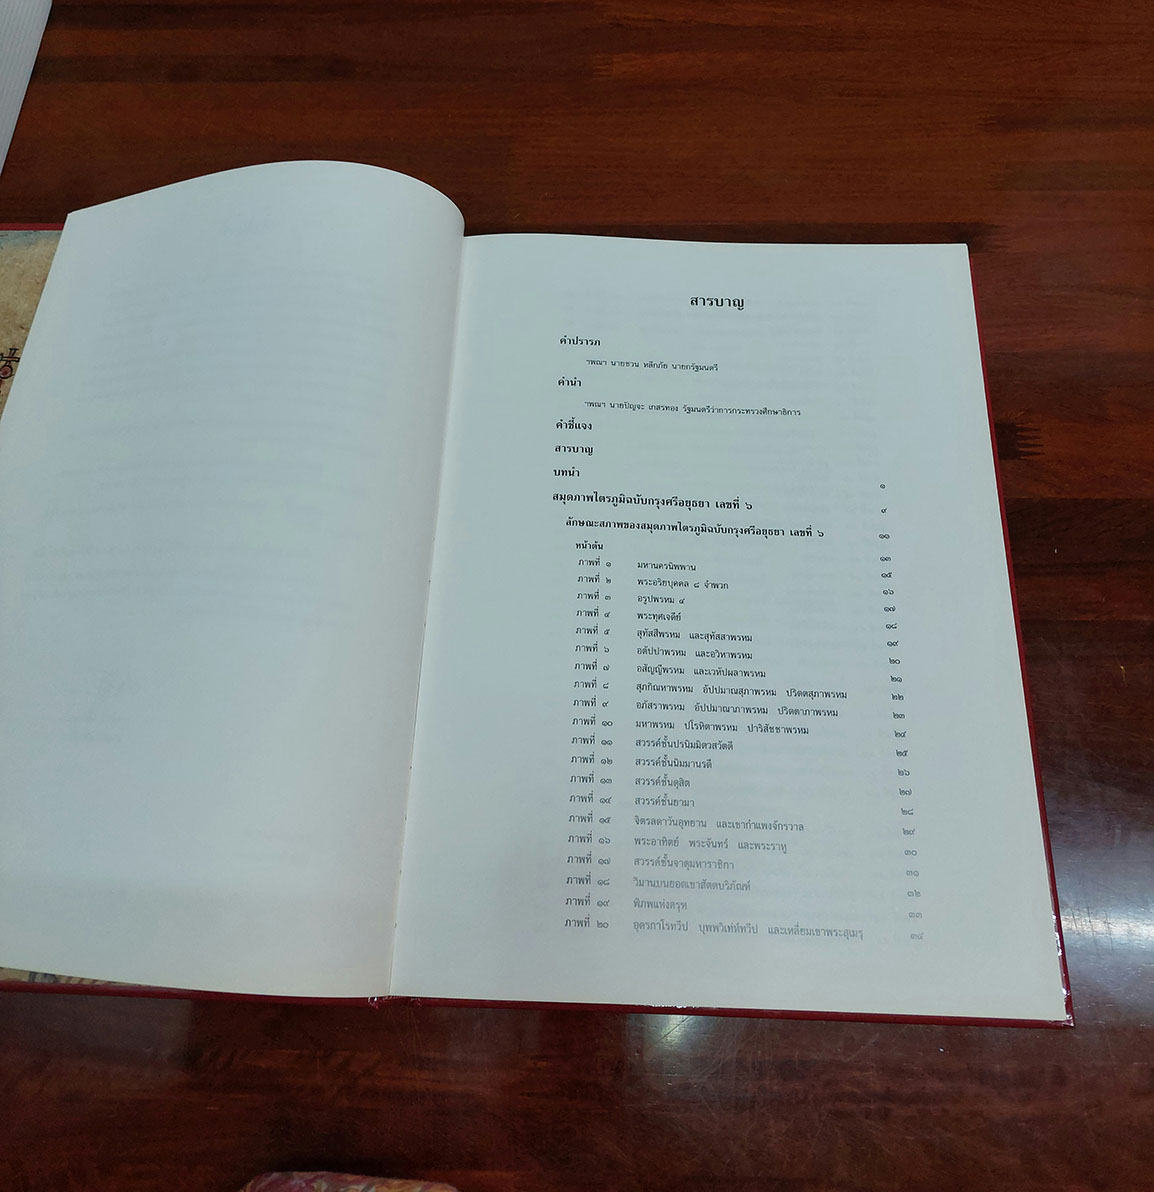 สารบาญ
คำปรารภ
ฯพณฯ นายชวน หลีกภัย นายกรัฐมนตรี
คำนำ
ฯพณฯ นายปัญจะ เกสรทอง รัฐมนตรีว่าการกระทรวงศึกษาธิการ
คำชี้แจง
สารบาญ
บทนำ ๑
สมุดภาพไตรภูมิฉบับกรุงศรีอยุธยา เลขที่ ๖ ๙
ลักษณะสภาพของสมุดภาพไตรภูมิฉบับกรุงศรีอยุธยา เลขที่ ๖ ๑๑
หน้าต้น ๑๓
ภาพที่ ๑ มหานครนิพพาน ๑๕
ภาพที่ ๒ พระอริยบุคคล ๘ จำพวก ๑๖
ภาพที่ ๓ อรูปพรหม ๔ ๑๗
ภาพที่ ๔ พระทุศเจดีย์ ๑๘
ภาพที่ ๕ สุทัสสีพรหม และสุทัสสาพรหม ๑๙
ภาพที่ ๖ อตัปปาพรหม และอวิหาพรหม ๒๐
ภาพที่ ๗ อสัญญีพรหม และเวหัปผลาพรหม ๒๑
ภาพที่ ๘ สุภกิณหาพรหม อัปปมาณสุภาพรหม ปริตตสุภาพรหม ๒๒
ภาพที่ ๙ อภัสราพรหม อัปปมาณาภาพรหม ปริตตาภาพรหม ๒๓
ภาพที่ ๑๐ มหาพรหม ปโรหิตาพรหม ปาริสัชชาพรหม ๒๔
ภาพที่ ๑๑ สวรรค์ชั้นปรนิมมิตวสวัตดี ๒๕
ภาพที่ ๑๒ สวรรค์ชั้นนิมมานรดี ๒๖
ภาพที่ ๑๓ สวรรค์ชั้นดุสิต ๒๗
ภาพที่ ๑๔ สวรรค์ชั้นยามา ๒๘
ภาพที่ ๑๕ จิตรลดาวันอุทยาน และเขากำแพงจักรวาล ๒๙
ภาพที่ ๑๖ พระอาทิตย์ พระจันทร์ และพระราหู ๓๐
ภาพที่ ๑๗ สวรรค์ชั้นจาตุมหาราชิกา ๓๑
ภาพที่ ๑๘ วิมานบนยอดเขาสัตตบริภัณฑ์ ๓๒
ภาพที่ ๑๙ พิภพแห่งครุฑ ๓๓
ภาพที่ ๒๐ อุตรกาโรทวีป บุพพวิเท่ห์ทวีป และเหลี่ยมเขาพระสุเมรุ ๓๔